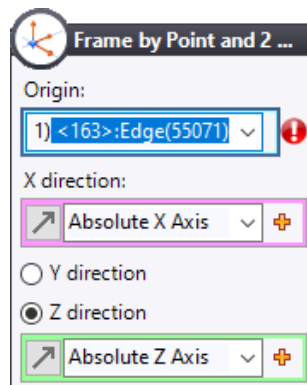 Frame by Point and 2 ...
Origin:
1) <163>:Edge(55071)
X direction:
Absolute X Axis
Y direction
Z direction
Absolute Z Axis